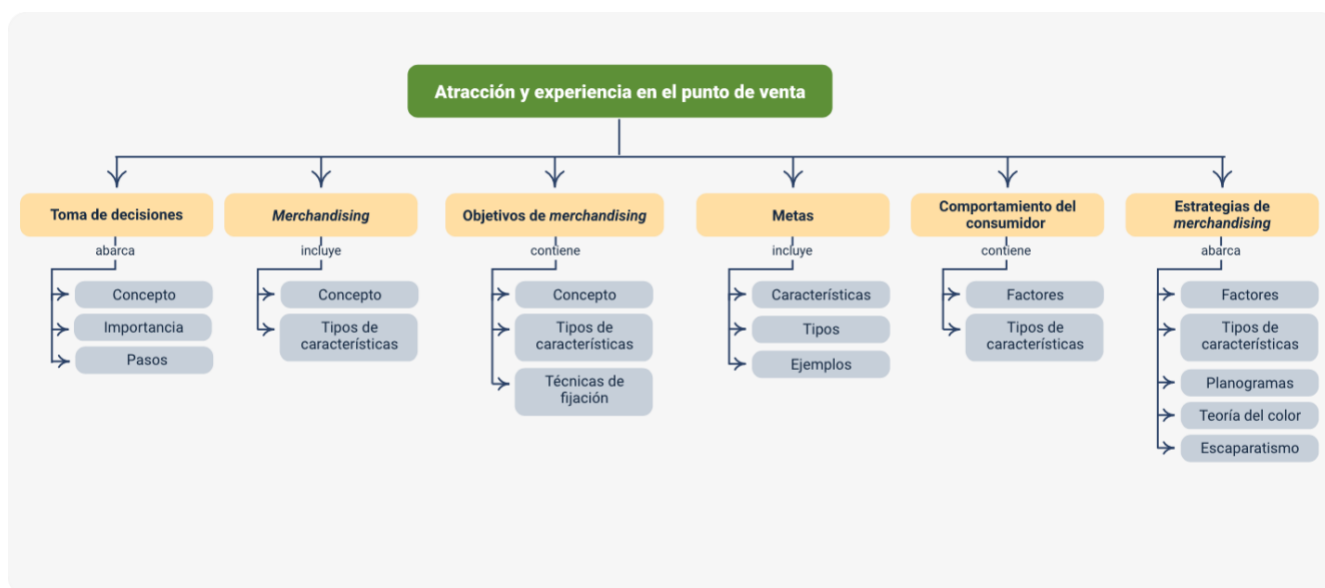 Atracción y experiencia en el punto de venta
Toma de decisiones
abarca
Concepto
Importancia
Pasos
Merchandising
incluye
Concepto
Tipos de
características
Objetivos de merchandising
contiene
Concepto
Tipos de
características
Técnicas de
fijación
Metas
incluye
Características
Tipos
Ejemplos
Comportamiento del
consumidor
contiene
Factores
Tipos de
características
Estrategias de
merchandising
abarca
Factores
Tipos de
características
Planogramas
Teoría del color
Escaparatismo